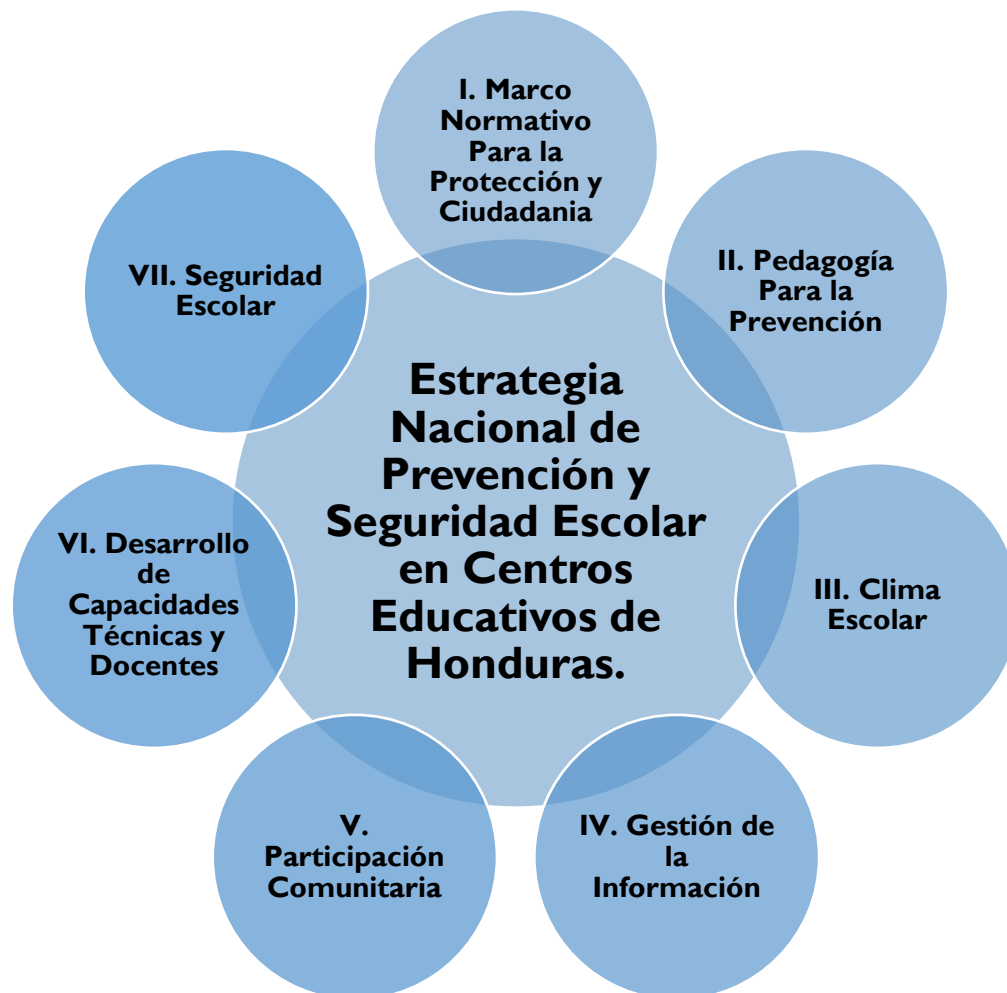 I. Marco
Normativo
Para la
Protección y
Ciudadania
II. Pedagogía
Para la
Prevención
III. Clima
Escolar
IV. Gestión de
la
Información
V.
Participación
Comunitaria
VI. Desarrollo
de
Capacidades
Técnicas y
Docentes
VII. Seguridad
Escolar
Estrategia
Nacional de
Prevención y
Seguridad Escolar
en Centros
Educativos de
Honduras.